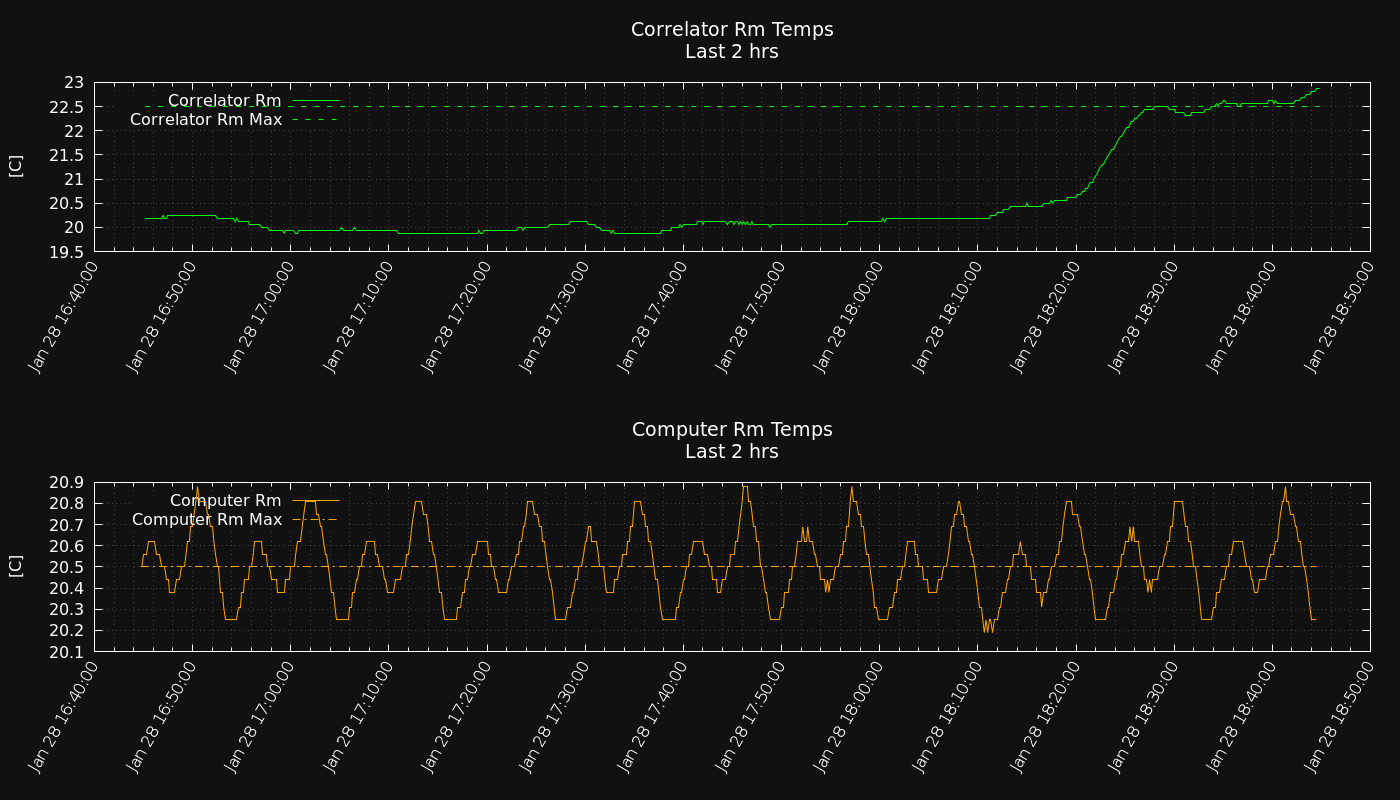 Correlator Rm Temps
Last 2 hrs
[C]
23
22.5
22
21.5
21
20.5
20
19.5
Correlator Rm
Correlator Rm Max
Jan 28 16:40:00
Jan 28 16:50:00
Jan 28 17:00:00
Jan 28 17:10:00
Jan 28 17:20:00
Jan 28 17:30:00
Jan 28 17:40:00
Jan 28 17:50:00
Jan 28 18:00:00
Jan 28 18:10:00
Jan 28 18:20:00
Jan 28 18:30:00
Jan 28 18:40:00
Jan 28 18:50:00
Computer Rm Temps
Last 2 hrs
[C]
20.9
20.8
20.7
20.6
20.5
20.4
20.3
20.2
20.1
Computer Rm
Computer Rm Max
Jan 28 16:40:00
Jan 28 16:50:00
Jan 28 17:00:00
Jan 28 17:10:00
Jan 28 17:20:00
Jan 28 17:30:00
Jan 28 17:40:00
Jan 28 17:50:00
Jan 28 18:00:00
Jan 28 18:10:00
Jan 28 18:20:00
Jan 28 18:30:00
Jan 28 18:40:00
Jan 28 18:50:00